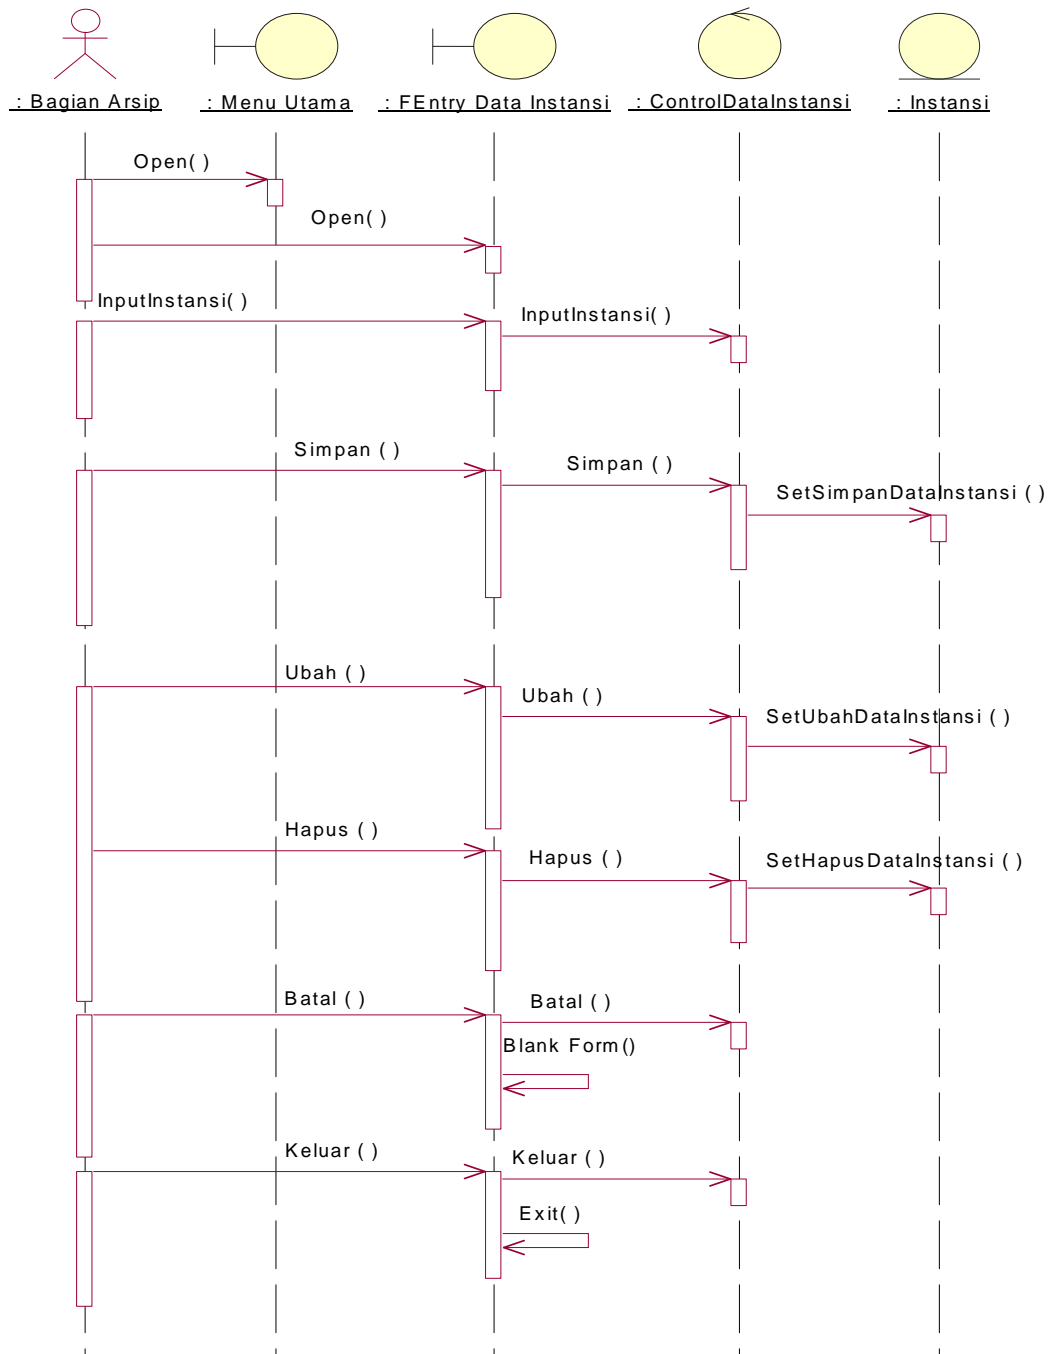 : Bagian Arsip
: Menu Utama
: FEntry Data Instansi
: ControlDataInstansi
: Instansi
Open( )
Open( )
InputInstansi( )
InputInstansi( )
Simpan ( )
Simpan ( )
SetSimpanDataInstansi ( )
Ubah ( )
Ubah ( )
SetUbahDataInstansi ( )
Hapus ( )
Hapus ( )
SetHapusDataInstansi ( )
Batal ( )
Batal ( )
Blank Form()
Keluar ( )
Keluar ( )
Exit( )